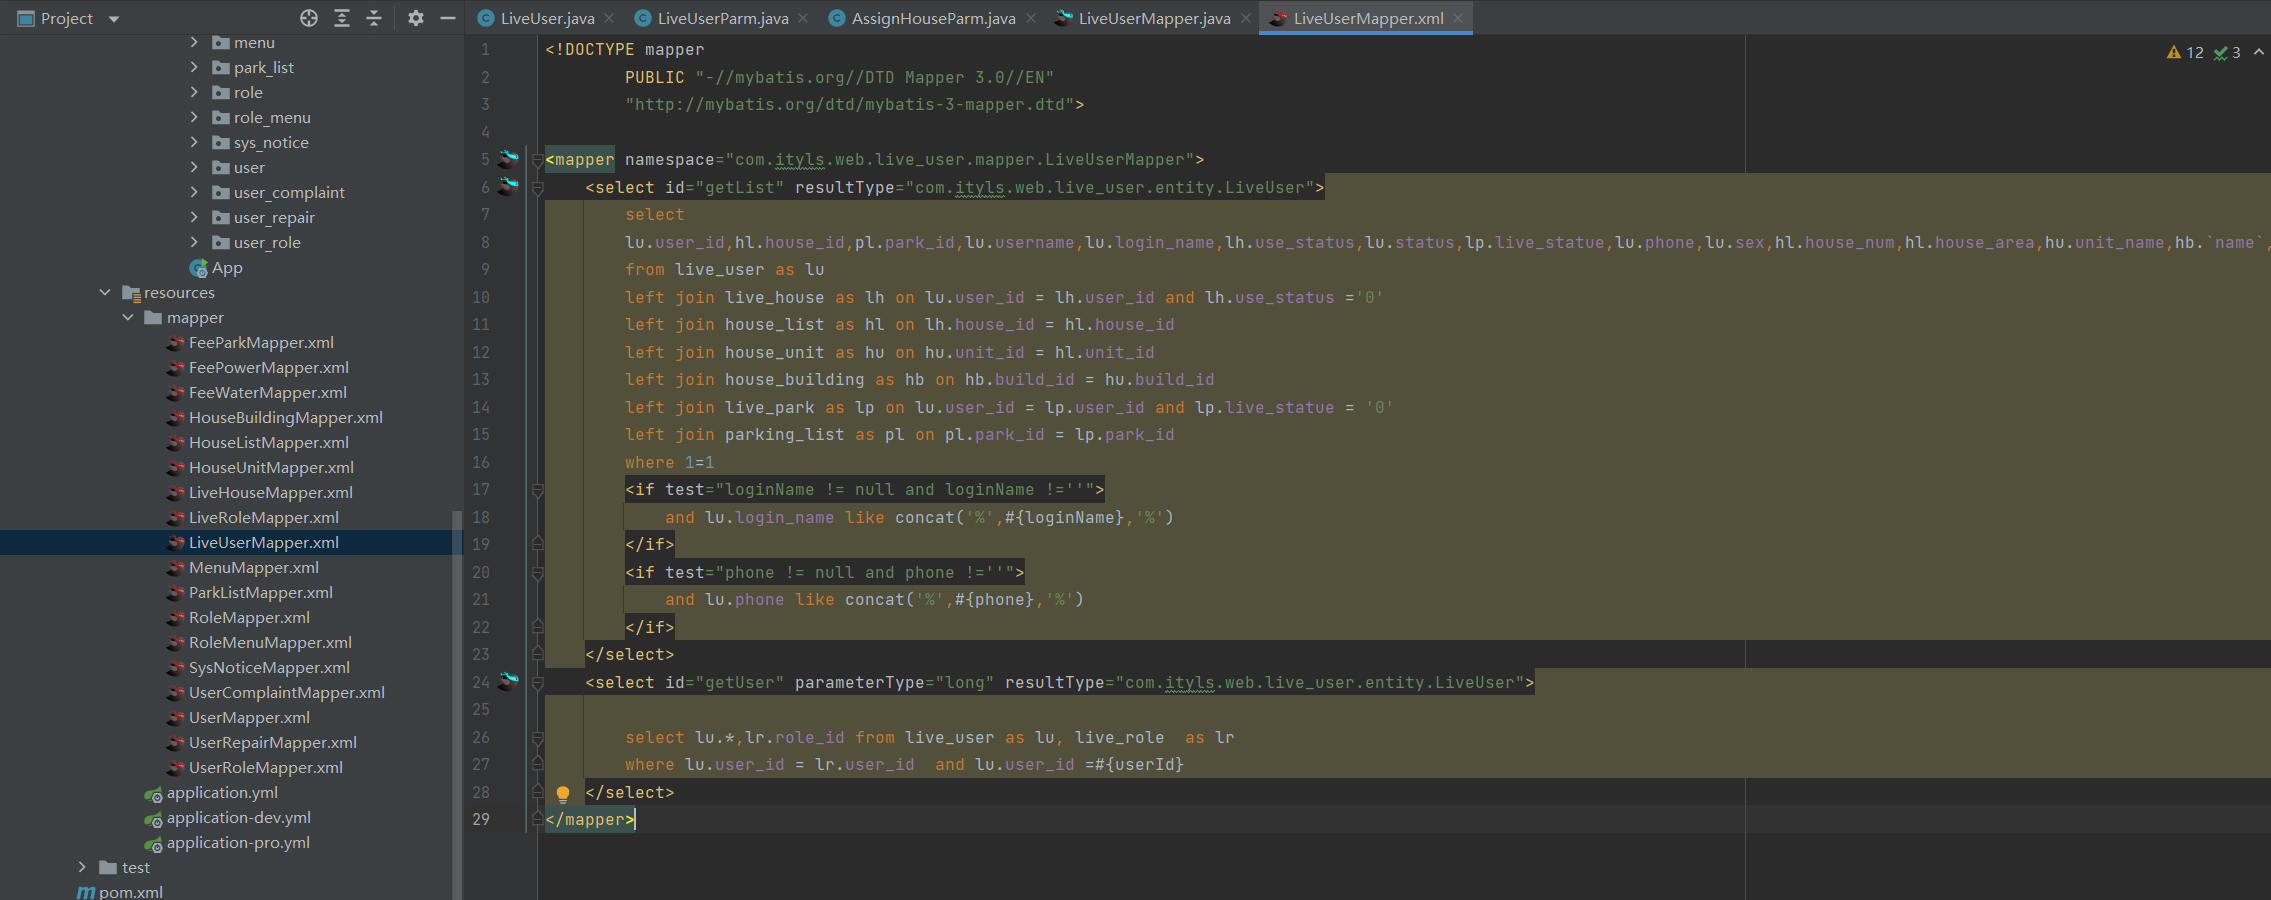 Project
LiveUser.java
LiveUserParm.java
AssignHouseParm.java
LiveUserMapper.java
LiveUserMapper.xml
menu
park_list
role
role_menu
sys_notice
user
user_complaint
user_repair
user_role
App
resources
mapper
FeeParkMapper.xml
FeePowerMapper.xml
FeeWaterMapper.xml
HouseBuildingMapper.xml
HouseListMapper.xml
HouseUnitMapper.xml
LiveHouseMapper.xml
LiveRoleMapper.xml
LiveUserMapper.xml
MenuMapper.xml
ParkListMapper.xml
RoleMapper.xml
RoleMenuMapper.xml
SysNoticeMapper.xml
UserComplaintMapper.xml
UserMapper.xml
UserRepairMapper.xml
UserRoleMapper.xml
application.yml
application-dev.yml
application-pro.yml
test
pom.xml
12 3
1 <!DOCTYPE mapper
2 PUBLIC "-//mybatis.org//DTD Mapper 3.0//EN"
3 "http://mybatis.org/dtd/mybatis-3-mapper.dtd">
4
5 <mapper namespace="com.ityls.web.live_user.mapper.LiveUserMapper">
6 <select id="getList" resultType="com.ityls.web.live_user.entity.LiveUser">
7 select
8 lu.user_id,hl.house_id,pl.park_id,lu.username,lu.login_name,lh.use_status,lu.status,lp.live_statue,lu.phone,lu.sex,hl.house_num,hl.house_area,hu.unit_name,hb.`name`,
9 from live_user as lu
10 left join live_house as lh on lu.user_id = lh.user_id and lh.use_status ='0'
11 left join house_list as hl on lh.house_id = hl.house_id
12 left join house_unit as hu on hu.unit_id = hl.unit_id
13 left join house_building as hb on hb.build_id = hu.build_id
14 left join live_park as lp on lu.user_id = lp.user_id and lp.live_statue = '0'
15 left join parking_list as pl on pl.park_id = lp.park_id
16 where 1=1
17 <if test="loginName != null and loginName !=''">
18 and lu.login_name like concat('%',#{loginName},'%')
19 </if>
20 <if test="phone != null and phone !=''">
21 and lu.phone like concat('%',#{phone},'%')
22 </if>
23 </select>
24 <select id="getUser" parameterType="long" resultType="com.ityls.web.live_user.entity.LiveUser">
25
26 select lu.*,lr.role_id from live_user as lu, live_role  as lr
27 where lu.user_id = lr.user_id  and lu.user_id =#{userId}
28 </select>
29 </mapper>